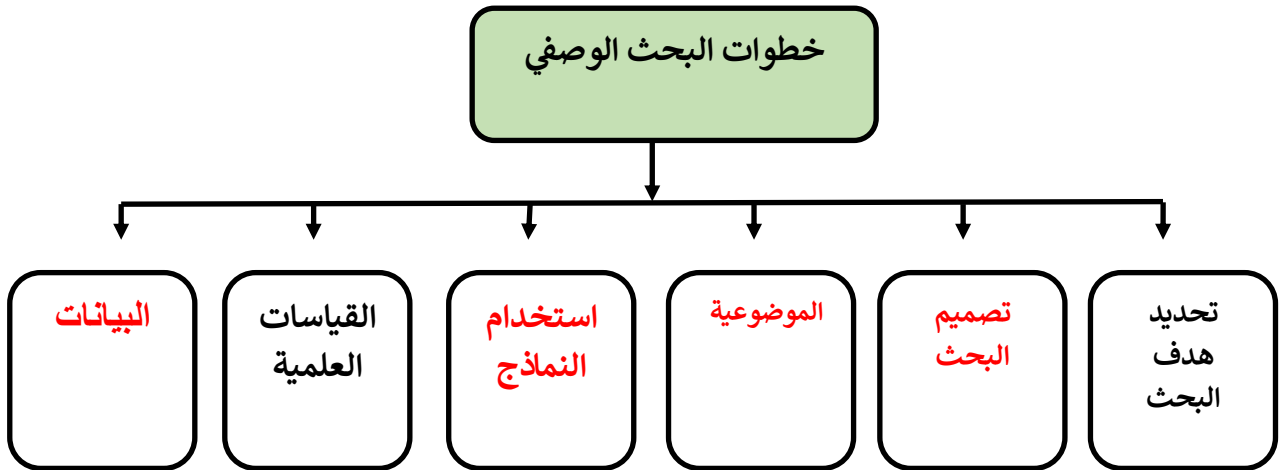 خطوات البحث الوصفي
تحديد
هدف
البحث
تصميم
البحث
الموضوعية
استخدام
النماذج
القياسات
العلمية
البيانات